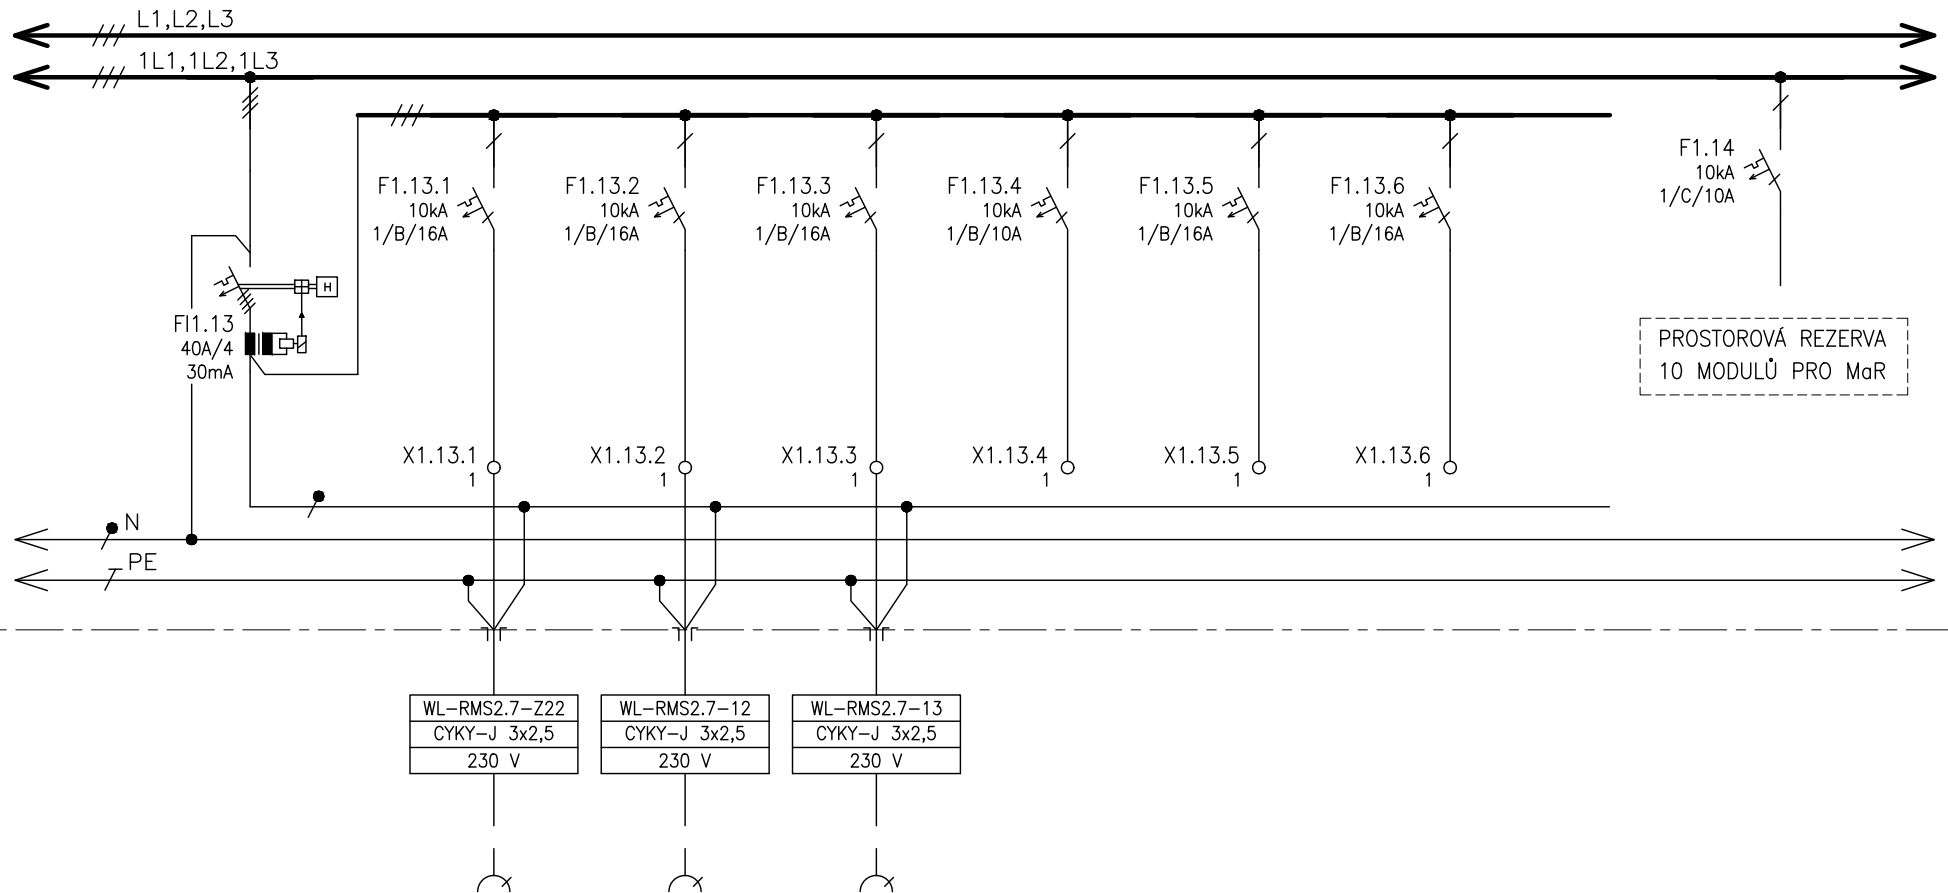 L1,L2,L3
1L1,1L2,1L3
F1.13.1
10kA
1/B/16A
F1.13.2
10kA
1/B/16A
F1.13.3
10kA
1/B/16A
F1.13.4
10kA
1/B/10A
F1.13.5
10kA
1/B/16A
F1.13.6
10kA
1/B/16A
F1.14
10kA
1/C/10A
H
FI1.13
40A/4
30mA
PROSTOROVÁ REZERVA
10 MODULŮ PRO MaR
X1.13.1
1
X1.13.2
1
X1.13.3
1
X1.13.4
1
X1.13.5
1
X1.13.6
1
N
PE
WL-RMS2.7-Z22
CYKY-J 3x2,5
230 V
WL-RMS2.7-12
CYKY-J 3x2,5
230 V
WL-RMS2.7-13
CYKY-J 3x2,5
230 V